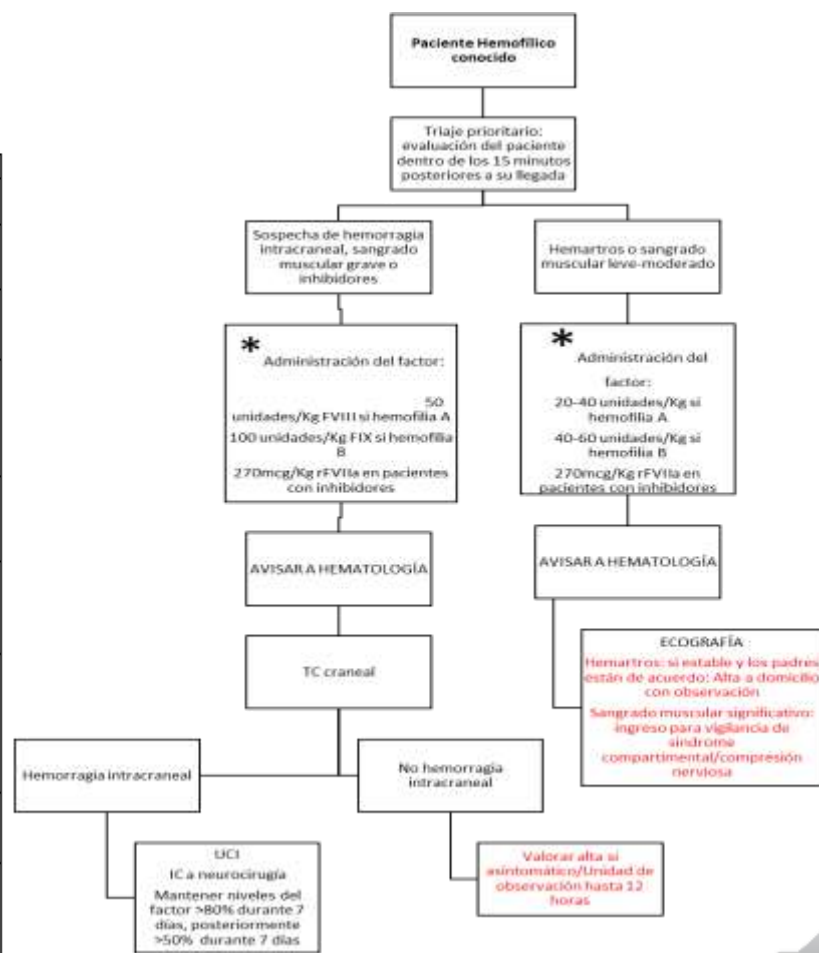 Paciente Hemofílico
conocido
Triaje prioritario:
evaluación del paciente
dentro de los 15 minutos
posteriores a su llegada
Sospecha de hemorragia
intracraneal, sangrado
muscular grave o
inhibidores
Hemartros o sangrado
muscular leve-moderado
* Administración del factor:
50
unidades/Kg FVIII si hemofilia A
100 unidades/Kg FIX si hemofilia
B
270mcg/Kg rFVIIa en pacientes
con inhibidores
* Administración del
factor:
20-40 unidades/Kg si
hemofilia A
40-60 unidades/Kg si
hemofilia B
270mcg/Kg rFVIIa en
pacientes con inhibidores
AVISAR A HEMATOLOGÍA
AVISAR A HEMATOLOGÍA
TC craneal
ECOGRAFÍA
Hemartros: si estable y los padres
están de acuerdo: Alta a domicilio
con observación
Sangrado muscular significativo:
ingreso para vigilancia de
síndrome
compartimental/compresión
nerviosa
Hemorragia intracraneal
No hemorragia
intracraneal
UCI
IC a neurocirugía
Mantener niveles del
factor >80% durante 7
días, posteriormente
>50% durante 7 días
Valorar alta si
asintomático/Unidad de
observación hasta 12
horas